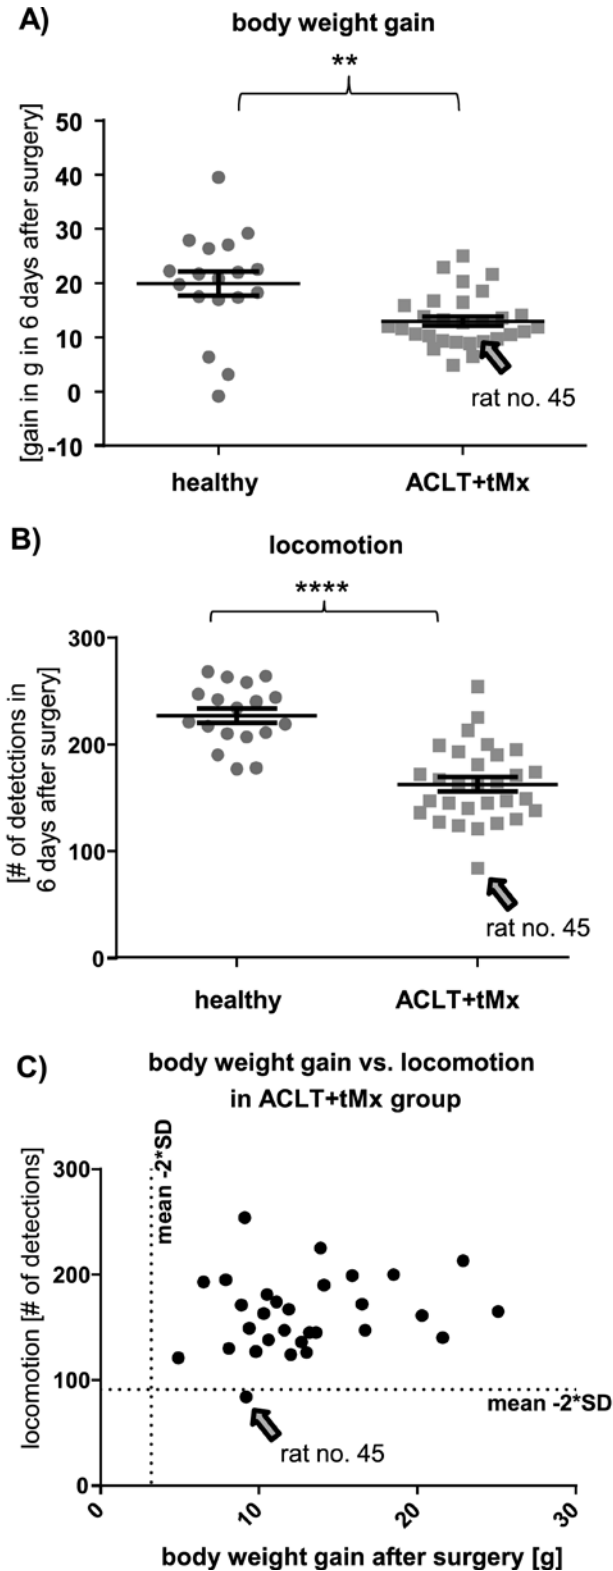 A)
body weight gain
**
[gain in g in 6 days after surgery]
50
40
30
20
10
0
-10
rat no. 45
healthy
ACLT+tMx
B)
locomotion
****
[# of detetctions in
6 days after surgery]
300
200
100
0
rat no. 45
healthy
ACLT+tMx
C)
body weight gain vs. locomotion
in ACLT+tMx group
locomotion [# of detections]
mean -2*SD
300
200
100
0
mean -2*SD
rat no. 45
0
10
20
30
body weight gain after surgery [g]